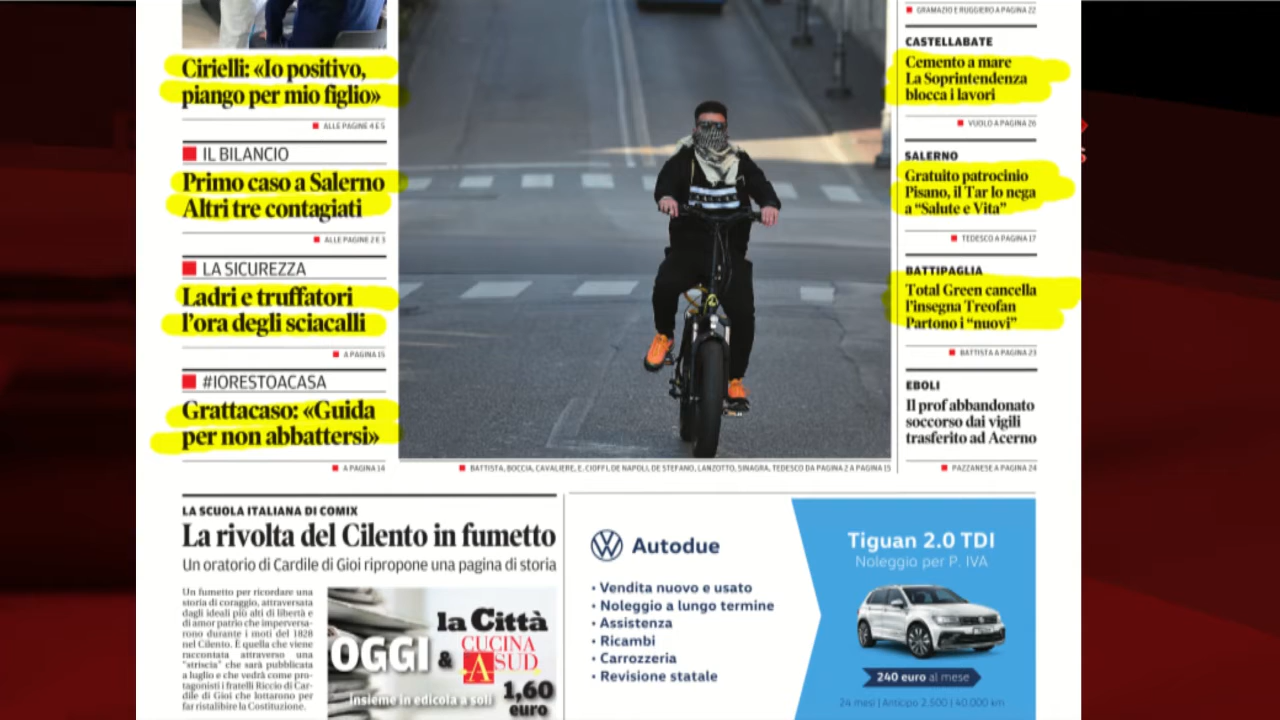 Cirielli: «Io positivo,
piango per mio figlio»
ALLE PAGINE 4 E 5
IL BILANCIO
Primo caso a Salerno
Altri tre contagiati
ALLE PAGINE 2 E 3
LA SICUREZZA
Ladri e truffatori
l'ora degli sciacalli
A PAGINA 15
#IORESTOACASA
Grattacaso: «Guida
per non abbattersi»
A PAGINA 14
BATTISTA, BOCCIA, CAVALIERE, E. CIOFFI, DE NAPOLI, DE STEFANO, LANZOTTO, SINAGRA, TEDESCO DA PAGINA 2 A PAGINA 15
GRAMAZIO E RUGGIERO A PAGINA 22
CASTELLABATE
Cemento a mare
La Soprintendenza
blocca i lavori
VUOLO A PAGINA 26
SALERNO
Gratuito patrocinio
Pisano, il Tar lo nega
a “Salute e Vita”
TEDESCO A PAGINA 17
BATTIPAGLIA
Total Green cancella
l'insegna Treofan
Partono i “nuovi”
BATTISTA A PAGINA 23
EBOLI
Il prof abbandonato
soccorso dai vigili
trasferito ad Acerno
PAZZANESE A PAGINA 24
LA SCUOLA ITALIANA DI COMIX
La rivolta del Cilento in fumetto
Un oratorio di Cardile di Gioi ripropone una pagina di storia
Un fumetto per ricordare una
storia di coraggio, attraversata
dagli ideali più alti di libertà e
di amor patrio che imperversa-
rono durante i moti del 1828
nel Cilento. È quella che viene
raccontata attraverso una
“striscia” che sarà pubblicata
a luglio e che vedrà come pro-
tagonisti i fratelli Riccio di Car-
dile di Gioi che lottarono per
far ristalibire la Costituzione.
la Città
OGGI & CUCINA
A SUD
Insieme in edicola a soli 1,60
euro
Autodue
• Vendita nuovo e usato
• Noleggio a lungo termine
• Assistenza
• Ricambi
• Carrozzeria
• Revisione statale
Tiguan 2.0 TDI
Noleggio per P. IVA
240 euro al mese
24 mesi | Anticipo 2.500 | 40.000 km